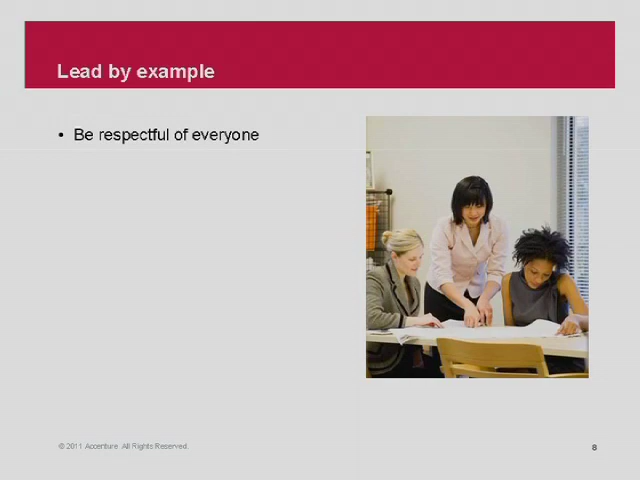 Lead by example
• Be respectful of everyone
© 2011 Accenture All Rights Reserved.
8